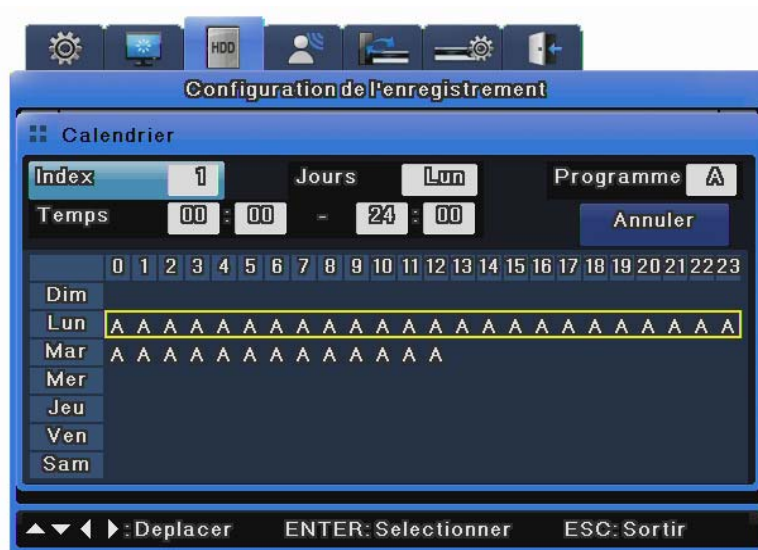 HDD
Configuration de l'enregistrement
Calendrier
Index 1 Jours Lun Programme A
Temps 00 : 00 - 24 : 00 Annuler
0 1 2 3 4 5 6 7 8 9 10 11 12 13 14 15 16 17 18 19 20 21 22 23
Dim
Lun A A A A A A A A A A A A A A A A A A A A A A A A
Mar A A A A A A A A A A A A A
Mer
Jeu
Ven
Sam
:Deplacer ENTER:Selectionner ESC:Sortir